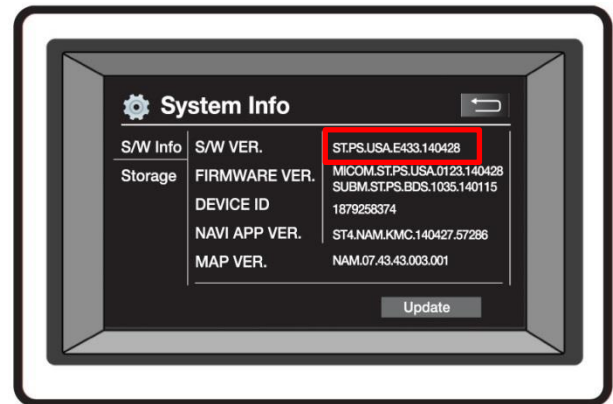 System Info
S/W Info
S/W VER.
ST.PS.USA.E433.140428
Storage
FIRMWARE VER.
MICOM.ST.PS.USA.0123.140428
SUBM.ST.PS.BDS.1035.140115
DEVICE ID
1879258374
NAVI APP VER.
ST4.NAM.KMC.140427.57286
MAP VER.
NAM.07.43.43.003.001
Update